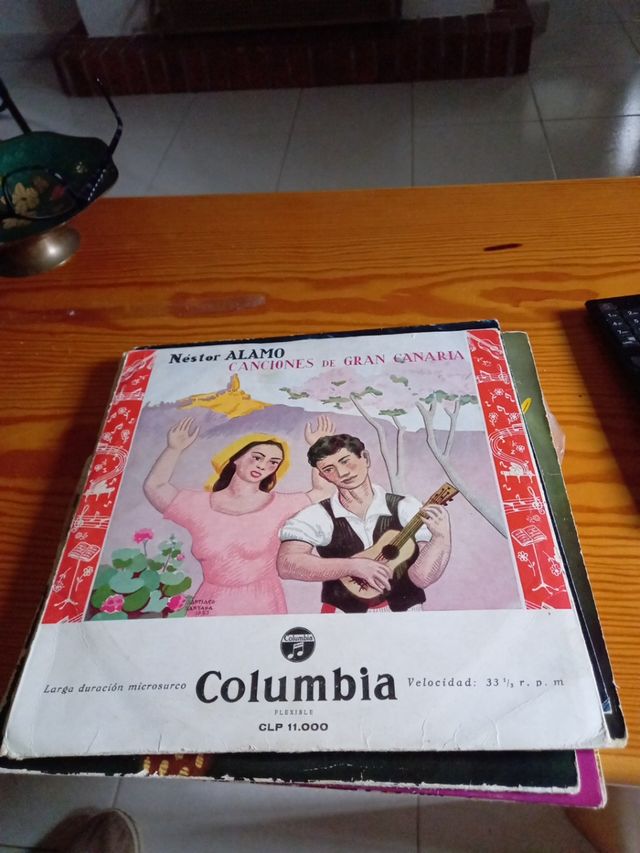 Néstor ALAMO
CANCIONES DE GRAN CANARIA
SANTIAGO
SANTANA
Columbia
Larga duración microsurco
Columbia
Velocidad: 33 1/3 r. p. m
FLEXIBLE
CLP 11.000